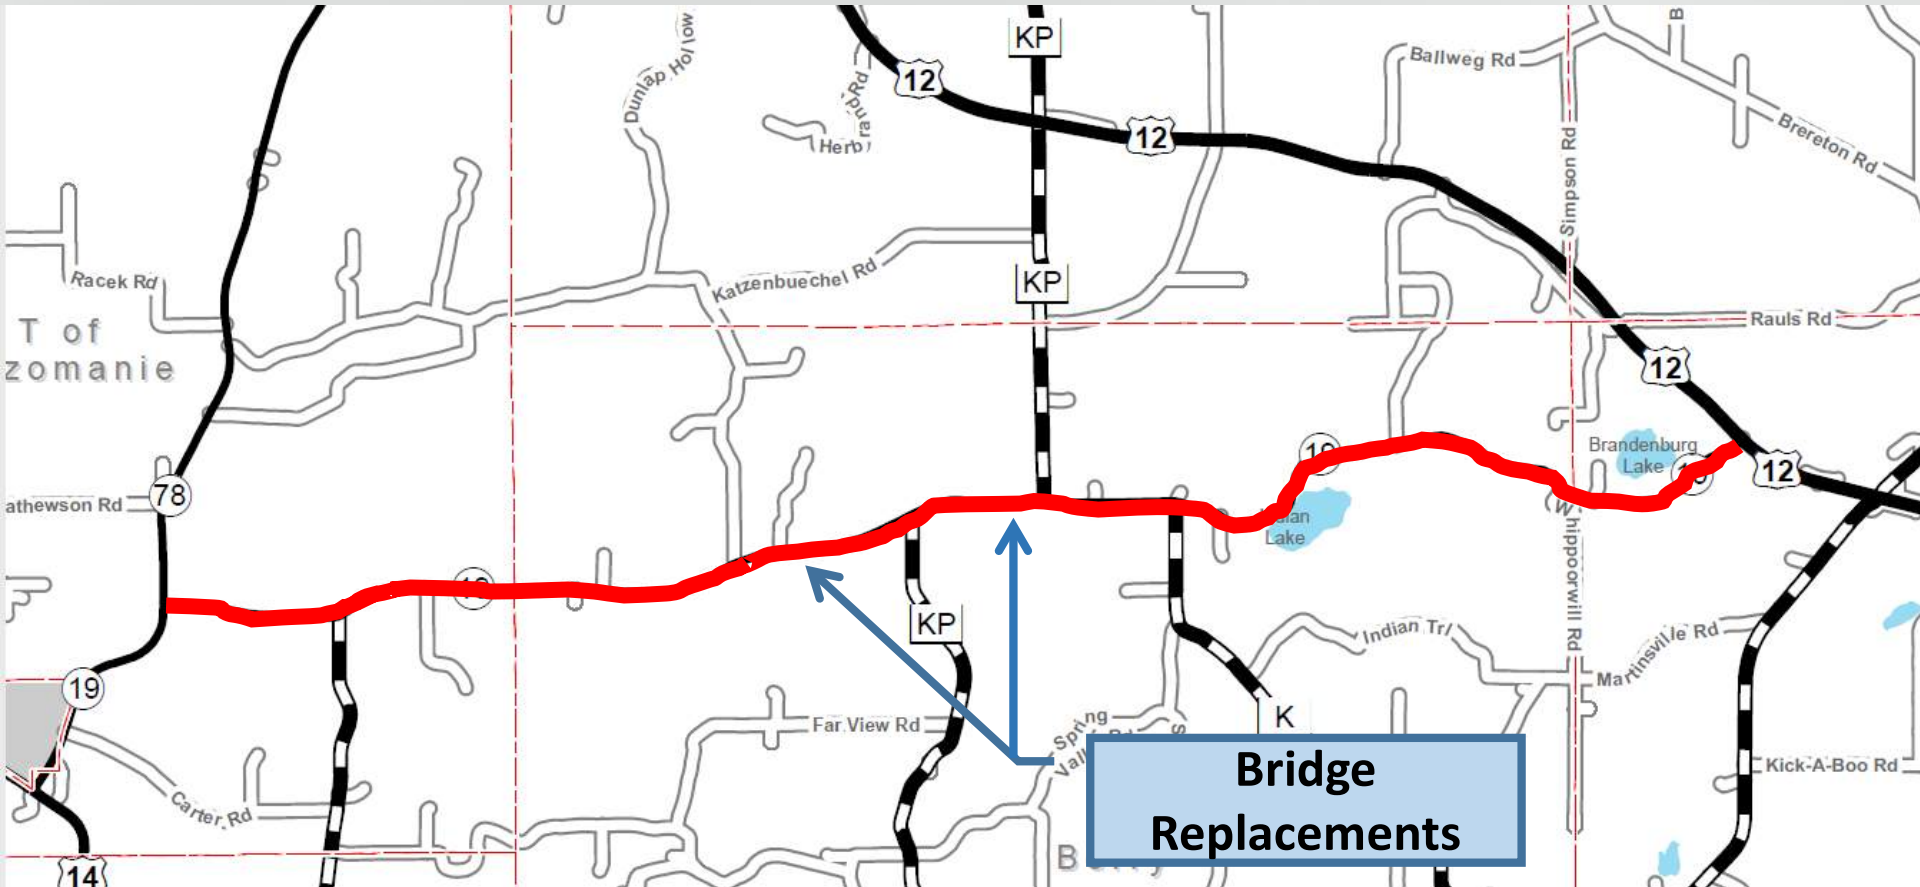 KP
12
12
Dunlap Hollow
Ballweg Rd
B
Brereton Rd
Simpson Rd
Racek Rd
Katzenbuechel Rd
KP
T of
zomanie
Rauls Rd
12
Brandenburg
Lake
12
78
athewson Rd
Lake
KP
Indian Trl
Whippoorwill Rd
Martinsville Rd
19
Far View Rd
K
Spring
Carter Rd
Kick-A-Boo Rd
14
Bridge
Replacements